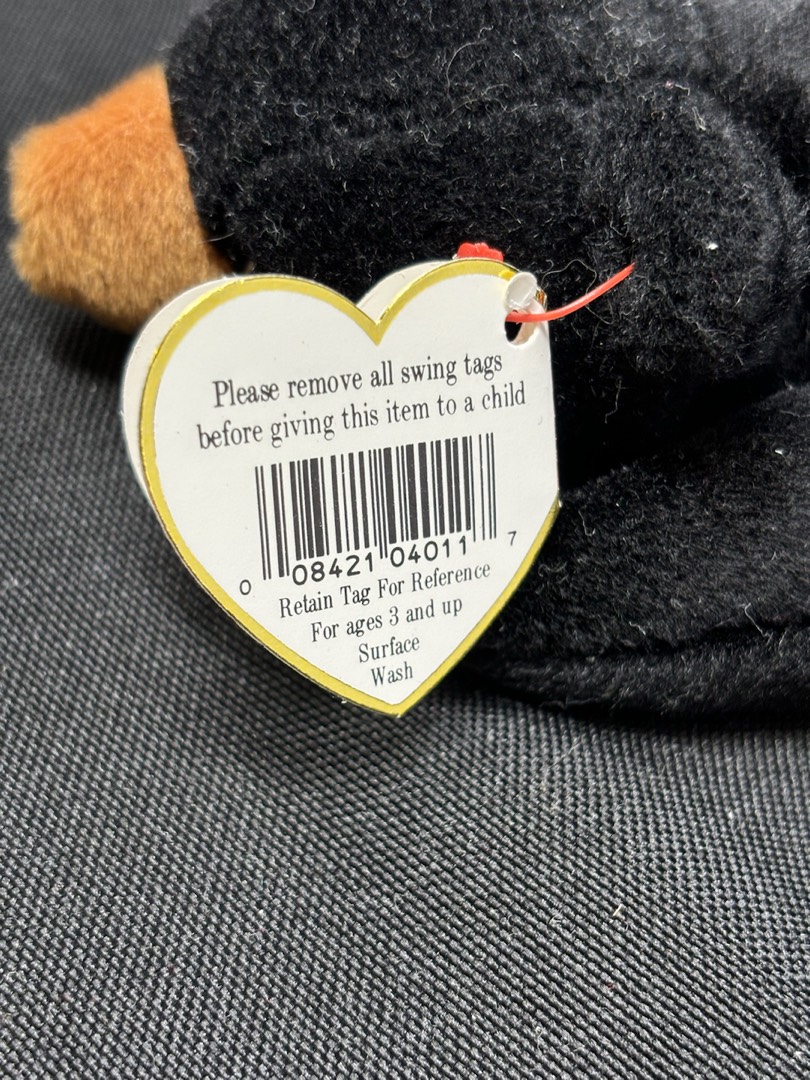 Please remove all swing tags
before giving this item to a child
0 08421 04011 7
Retain Tag For Reference
For ages 3 and up
Surface
Wash